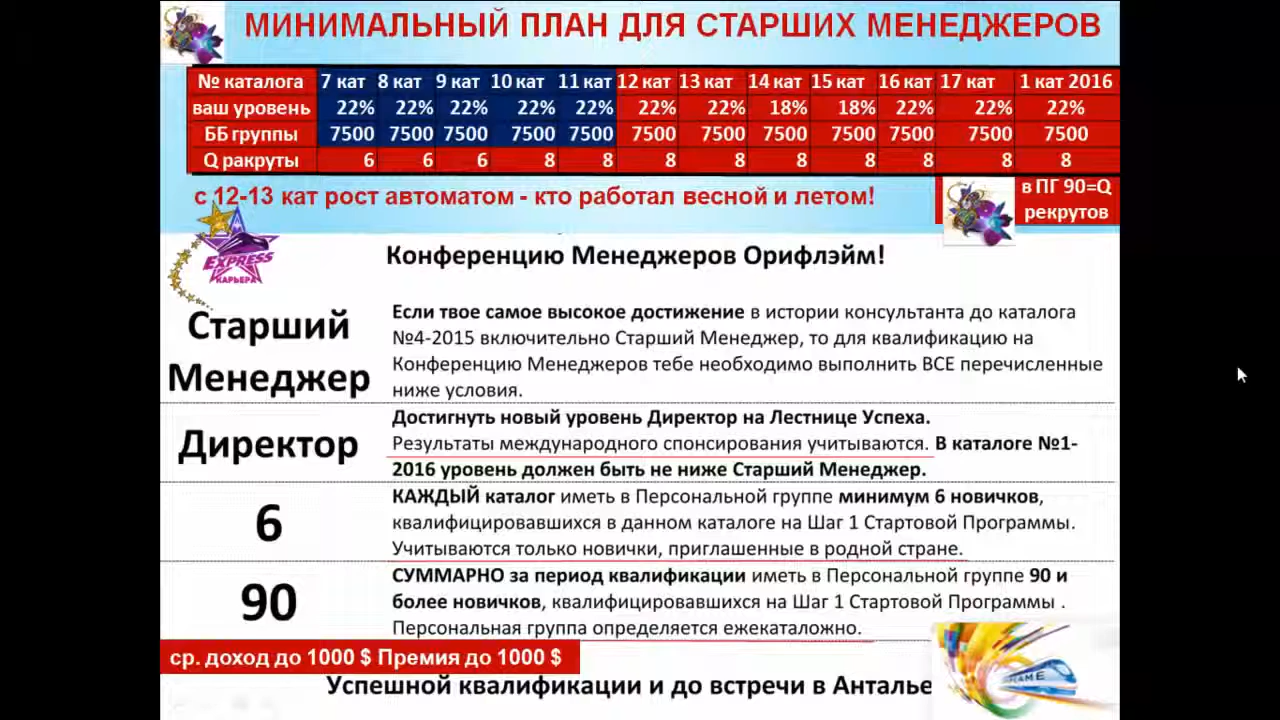 МИНИМАЛЬНЫЙ ПЛАН ДЛЯ СТАРШИХ МЕНЕДЖЕРОВ
№ каталога 7 кат 8 кат 9 кат 10 кат 11 кат 12 кат 13 кат 14 кат 15 кат 16 кат 17 кат 1 кат 2016
ваш уровень 22% 22% 22% 22% 22% 22% 22% 18% 18% 22% 22% 22%
ББ группы 7500 7500 7500 7500 7500 7500 7500 7500 7500 7500 7500 7500
Q ракруты 6 6 6 8 8 8 8 8 8 8 8 8
с 12-13 кат рост автоматом - кто работал весной и летом!
в ПГ 90=Q
рекрутов
EXPRESS
КАРЬЕРА
Конференцию Менеджеров Орифлэйм!
Старший
Менеджер
Если твое самое высокое достижение в истории консультанта до каталога
№4-2015 включительно Старший Менеджер, то для квалификацию на
Конференцию Менеджеров тебе необходимо выполнить ВСЕ перечисленные
ниже условия.
Директор
Достигнуть новый уровень Директор на Лестнице Успеха.
Результаты международного спонсирования учитываются. В каталоге №1-
2016 уровень должен быть не ниже Старший Менеджер.
6
КАЖДЫЙ каталог иметь в Персональной группе минимум 6 новичков,
квалифицировавшихся в данном каталоге на Шаг 1 Стартовой Программы.
Учитываются только новички, приглашенные в родной стране.
90
СУММАРНО за период квалификации иметь в Персональной группе 90 и
более новичков, квалифицировавшихся на Шаг 1 Стартовой Программы .
Персональная группа определяется ежекаталожно.
ср. доход до 1000 $ Премия до 1000 $
Успешной квалификации и до встречи в Анталье